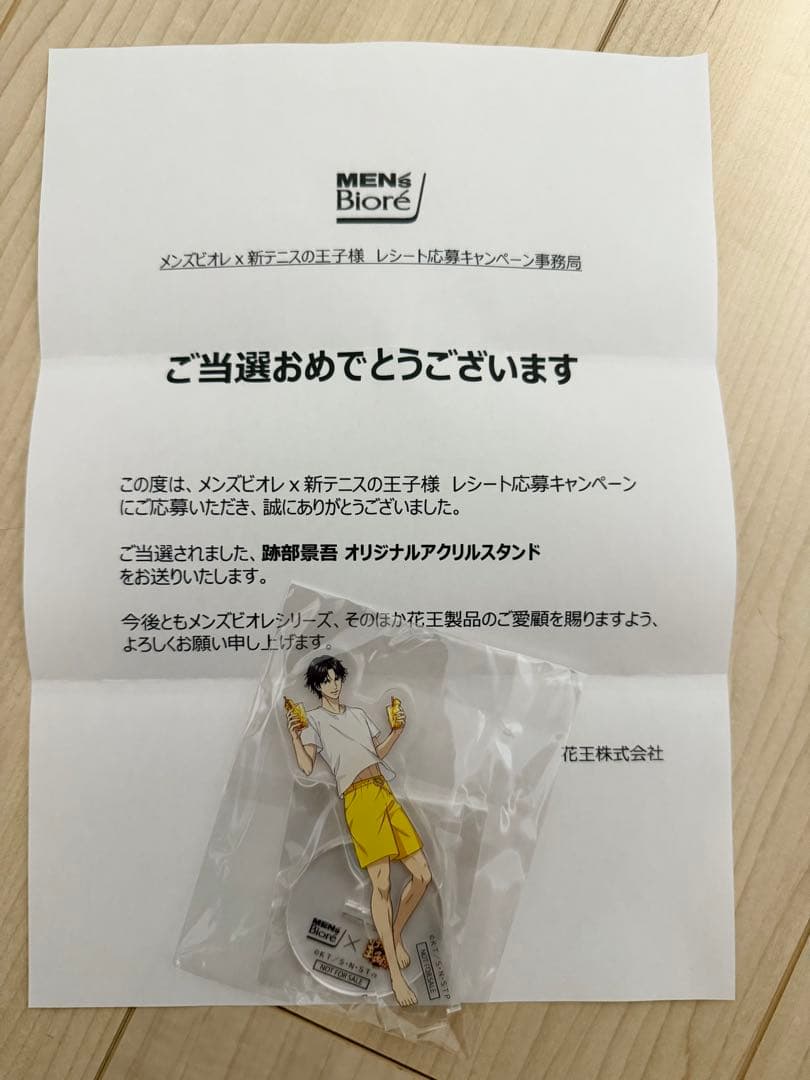 MEN's
Bioré
メンズビオレ x 新テニスの王子様 レシート応募キャンペーン事務局
ご当選おめでとうございます
この度は、メンズビオレ x 新テニスの王子様 レシート応募キャンペーン
にご応募いただき、誠にありがとうございました。
ご当選されました、跡部景吾 オリジナルアクリルスタンド
をお送りいたします。
今後ともメンズビオレシリーズ、そのほか花王製品のご愛顧を賜りますよう、
よろしくお願い申し上げます。
花王株式会社
MEN's
Bioré
×
©KT/S・N・ST
NOT FOR SALE
©KT/S・N・STP
NOT FOR SALE